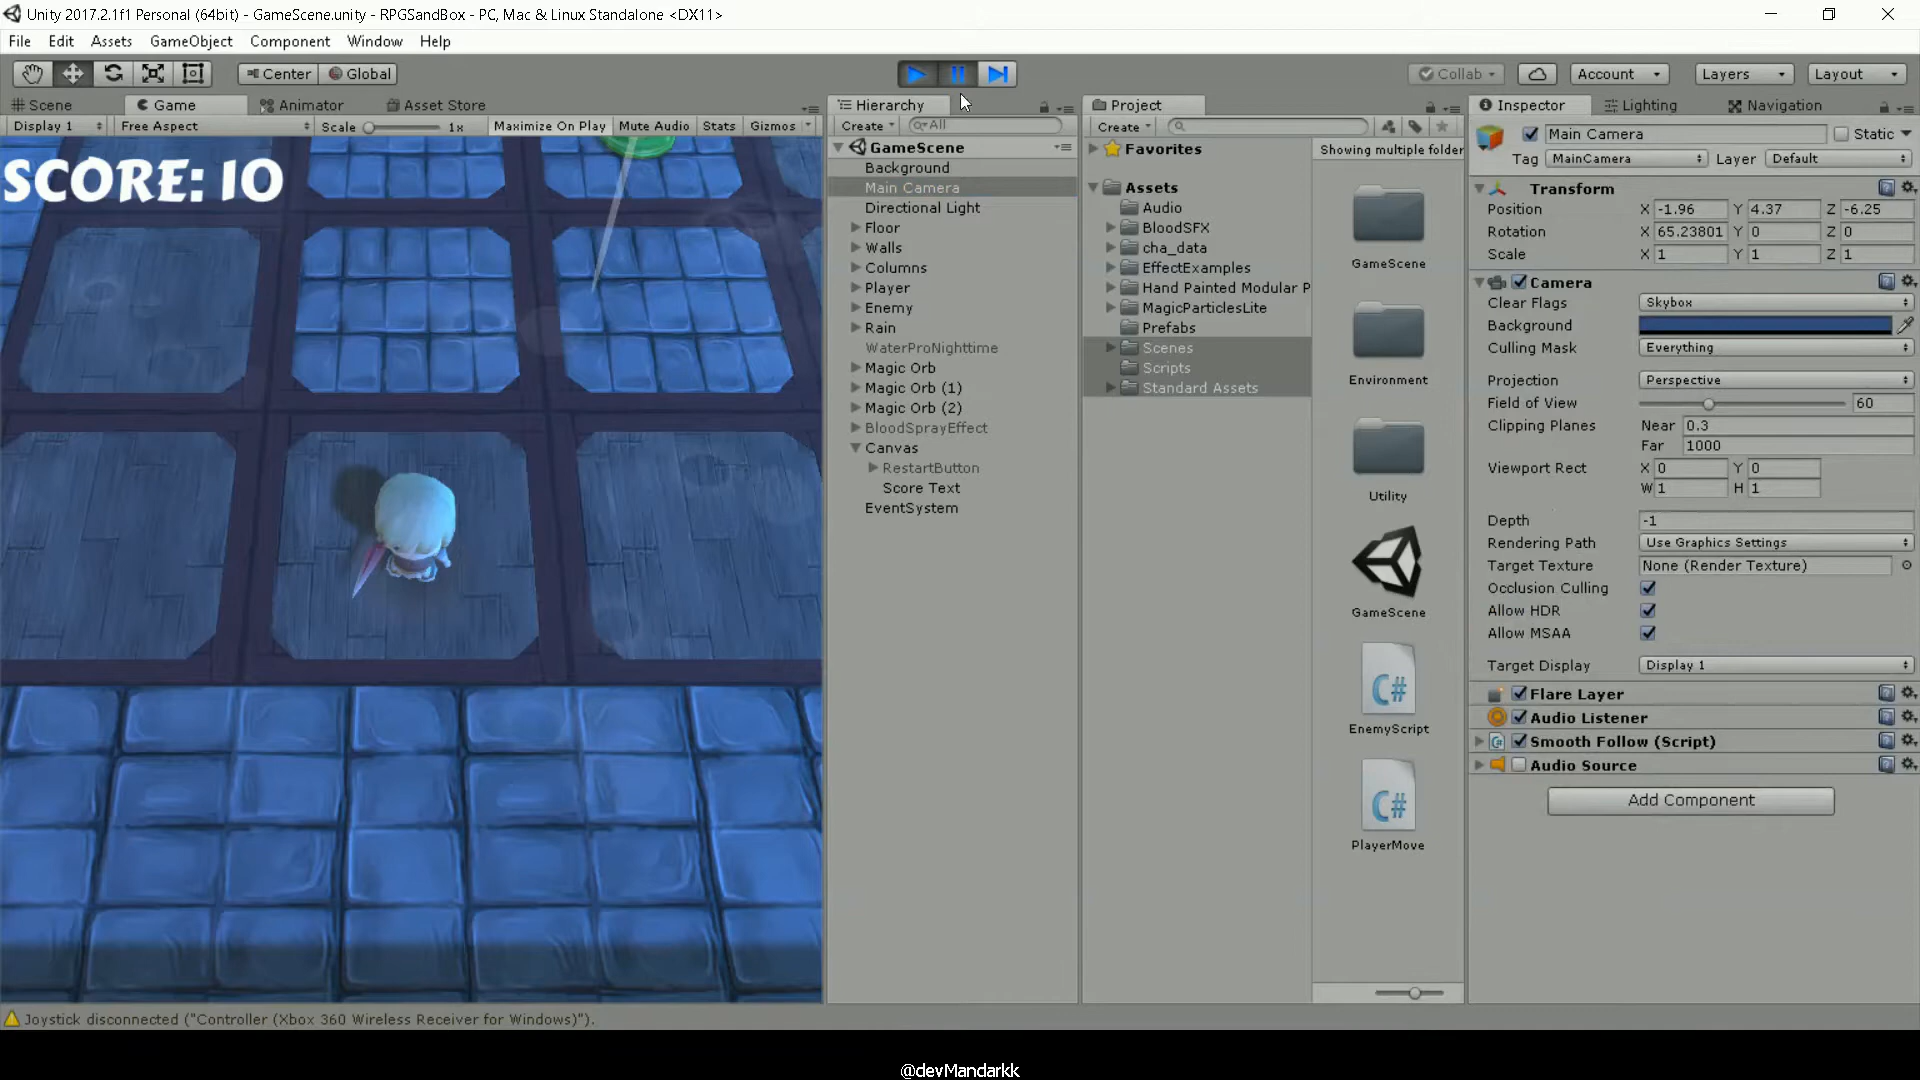 Unity 2017.2.1f1 Personal (64bit) - GameScene.unity - RPGSandBox - PC, Mac & Linux Standalone <DX11>
File Edit Assets GameObject Component Window Help
Center Global Collab Account Layers Layout
Scene Game Animator Asset Store
Display 1 Free Aspect Scale 1x Maximize On Play Mute Audio Stats Gizmos
SCORE: 10
Hierarchy
Create All
GameScene
Background
Main Camera
Directional Light
Floor
Walls
Columns
Player
Enemy
Rain
WaterProNighttime
Magic Orb
Magic Orb (1)
Magic Orb (2)
BloodSprayEffect
Canvas
RestartButton
Score Text
EventSystem
Project
Create
Favorites
Assets
Audio
BloodSFX
cha_data
EffectExamples
Hand Painted Modular P
MagicParticlesLite
Prefabs
Scenes
Scripts
Standard Assets
Showing multiple folder
GameScene
Environment
Utility
GameScene
C#
EnemyScript
C#
PlayerMove
Inspector Lighting Navigation
Main Camera Static
Tag MainCamera Layer Default
Transform
Position X -1.96 Y 4.37 Z -6.25
Rotation X 65.23801 Y 0 Z 0
Scale X 1 Y 1 Z 1
Camera
Clear Flags Skybox
Background
Culling Mask Everything
Projection Perspective
Field of View 60
Clipping Planes Near 0.3
Far 1000
Viewport Rect X 0 Y 0
W 1 H 1
Depth -1
Rendering Path Use Graphics Settings
Target Texture None (Render Texture)
Occlusion Culling
Allow HDR
Allow MSAA
Target Display Display 1
Flare Layer
Audio Listener
Smooth Follow (Script)
Audio Source
Add Component
Joystick disconnected ("Controller (Xbox 360 Wireless Receiver for Windows)").
@devMandarkk